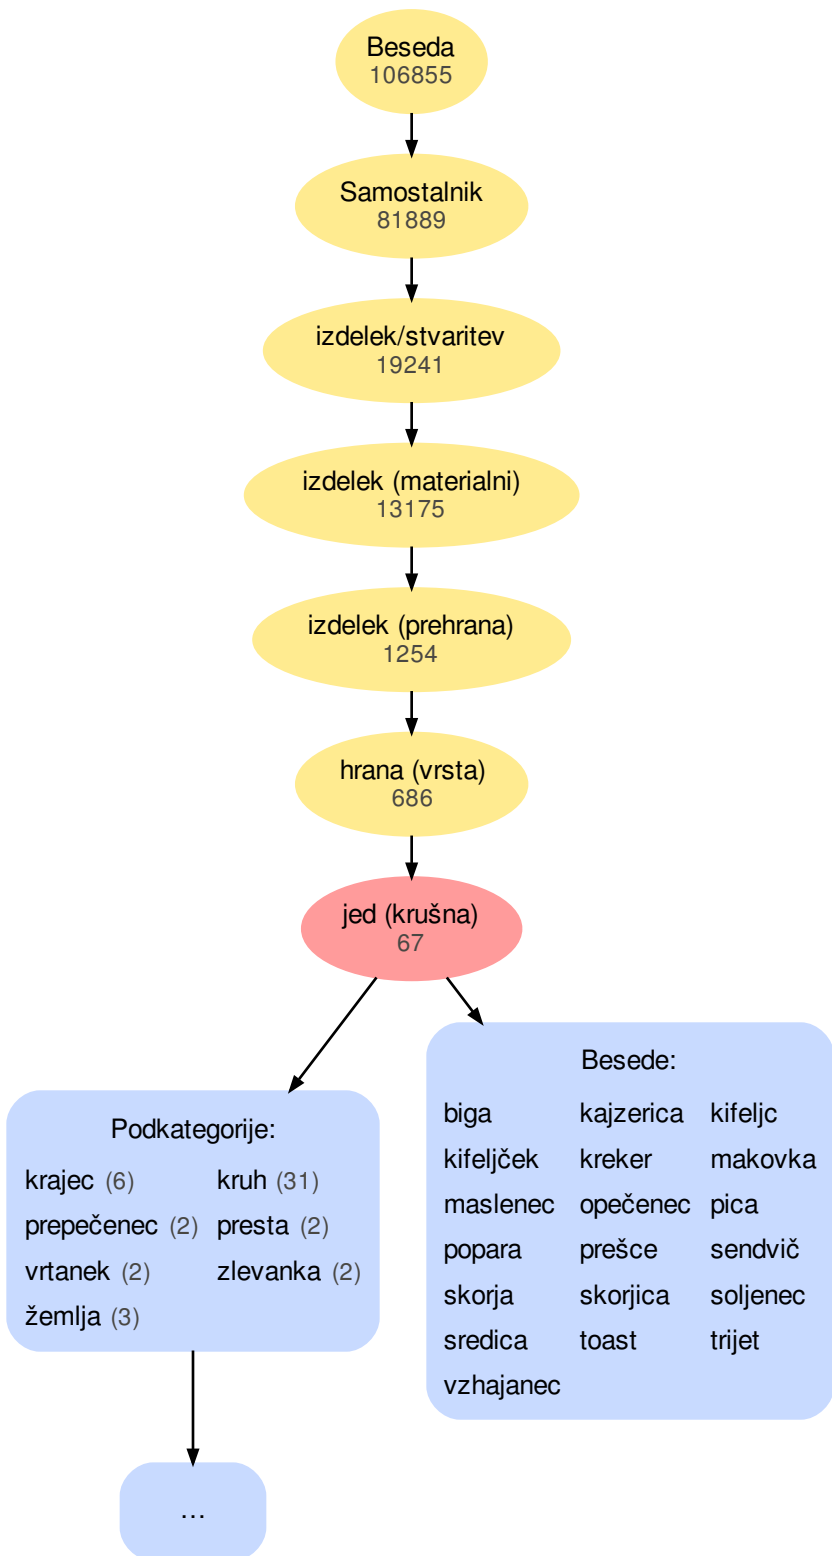 Beseda
106855
Samostalnik
81889
izdelek/stvaritev
19241
izdelek (materialni)
13175
izdelek (prehrana)
1254
hrana (vrsta)
686
jed (krušna)
67
Podkategorije:
krajec (6) kruh (31)
prepečenec (2) presta (2)
vrtanek (2) zlevanka (2)
žemlja (3)
...
Besede:
biga kajzerica kifeljc
kifeljček kreker makovka
maslenec opečenec pica
popara prešce sendvič
skorja skorjica soljenec
sredica toast trijet
vzhajanec